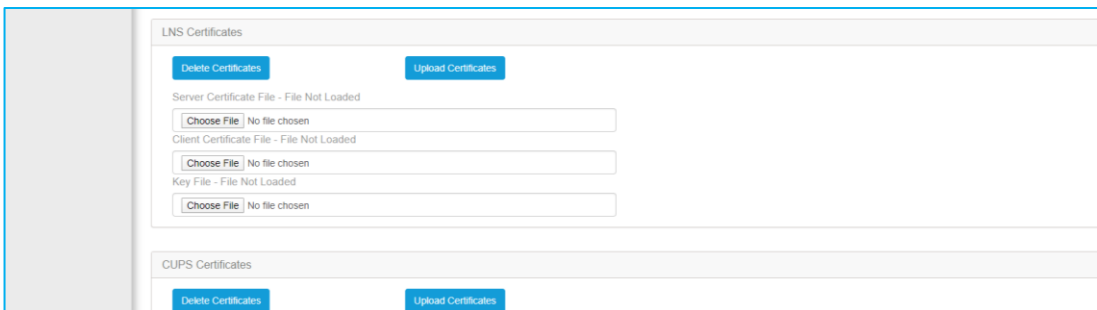 LNS Certificates
Delete Certificates Upload Certificates
Server Certificate File - File Not Loaded
Choose File No file chosen
Client Certificate File - File Not Loaded
Choose File No file chosen
Key File - File Not Loaded
Choose File No file chosen
CUPS Certificates
Delete Certificates Upload Certificates